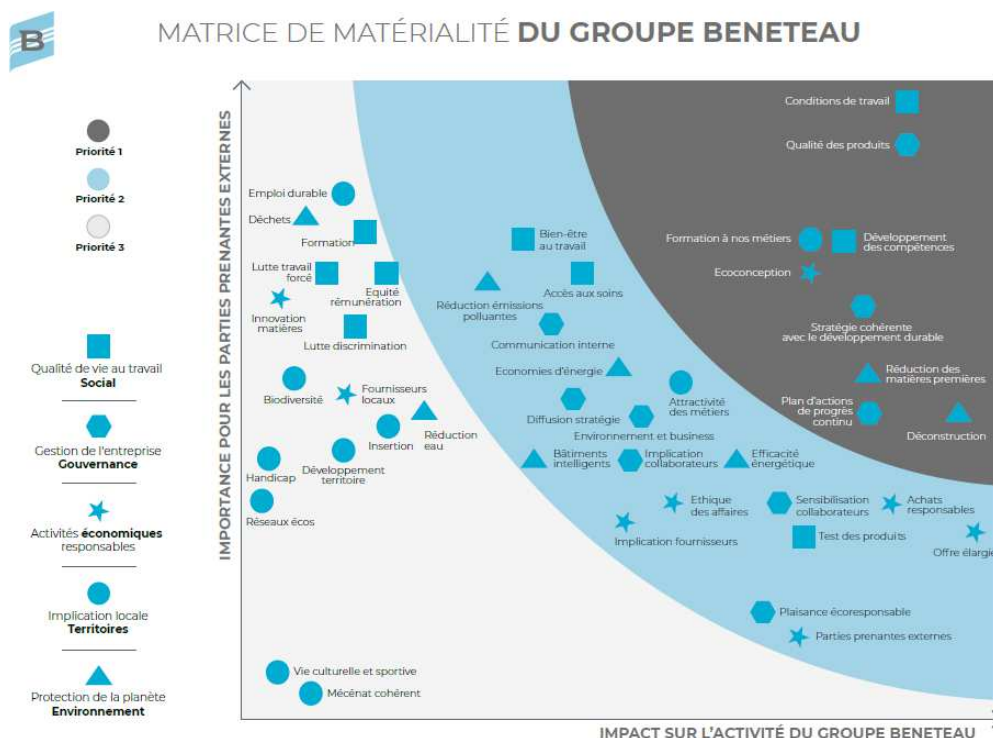 B
MATRICE DE MATÉRIALITÉ DU GROUPE BENETEAU
Priorité 1
Priorité 2
Priorité 3
Qualité de vie au travail
Social
Gestion de l'entreprise
Gouvernance
Activités économiques
responsables
Implication locale
Territoires
Protection de la planète
Environnement
IMPORTANCE POUR LES PARTIES PRENANTES EXTERNES
Conditions de travail
Qualité des produits
Emploi durable
Déchets
Formation
Lutte travail
forcé
Equité
rémunération
Innovation
matières
Lutte discrimination
Biodiversité
Fournisseurs
locaux
Réduction
eau
Insertion
Développement
territoire
Handicap
Réseaux écos
Vie culturelle et sportive
Mécénat cohérent
Bien-être
au travail
Accès aux soins
Réduction émissions
polluantes
Communication interne
Economies d'énergie
Attractivité
des métiers
Diffusion stratégie
Environnement et business
Bâtiments
intelligents
Implication
collaborateurs
Efficacité
énergétique
Ethique
des affaires
Sensibilisation
collaborateurs
Achats
responsables
Implication fournisseurs
Test des produits
Offre élargie
Plaisance écoresponsable
Parties prenantes externes
Formation à nos métiers
Développement
des compétences
Ecoconception
Stratégie cohérente
avec le développement durable
Réduction des
matières premières
Plan d'actions
de progrès
continu
Déconstruction
IMPACT SUR L'ACTIVITÉ DU GROUPE BENETEAU